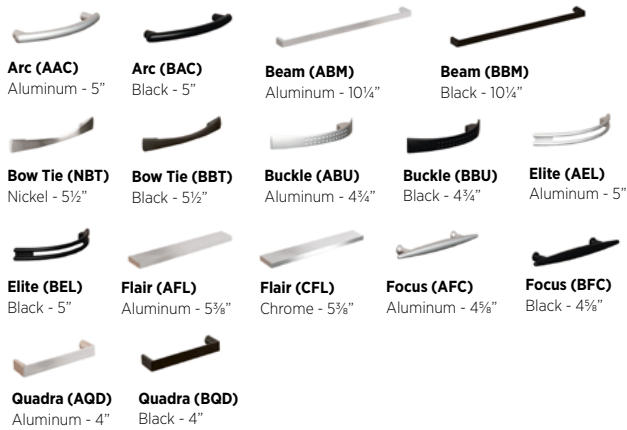 Arc (AAC)
Aluminum - 5”
Arc (BAC)
Black - 5”
Beam (ABM)
Aluminum - 10¼”
Beam (BBM)
Black - 10¼”
Bow Tie (NBT)
Nickel - 5½”
Bow Tie (BBT)
Black - 5½”
Buckle (ABU)
Aluminum - 4¾”
Buckle (BBU)
Black - 4¾”
Elite (AEL)
Aluminum - 5”
Elite (BEL)
Black - 5”
Flair (AFL)
Aluminum - 5⅜”
Flair (CFL)
Chrome - 5⅜”
Focus (AFC)
Aluminum - 4⅝”
Focus (BFC)
Black - 4⅝”
Quadra (AQD)
Aluminum - 4”
Quadra (BQD)
Black - 4”